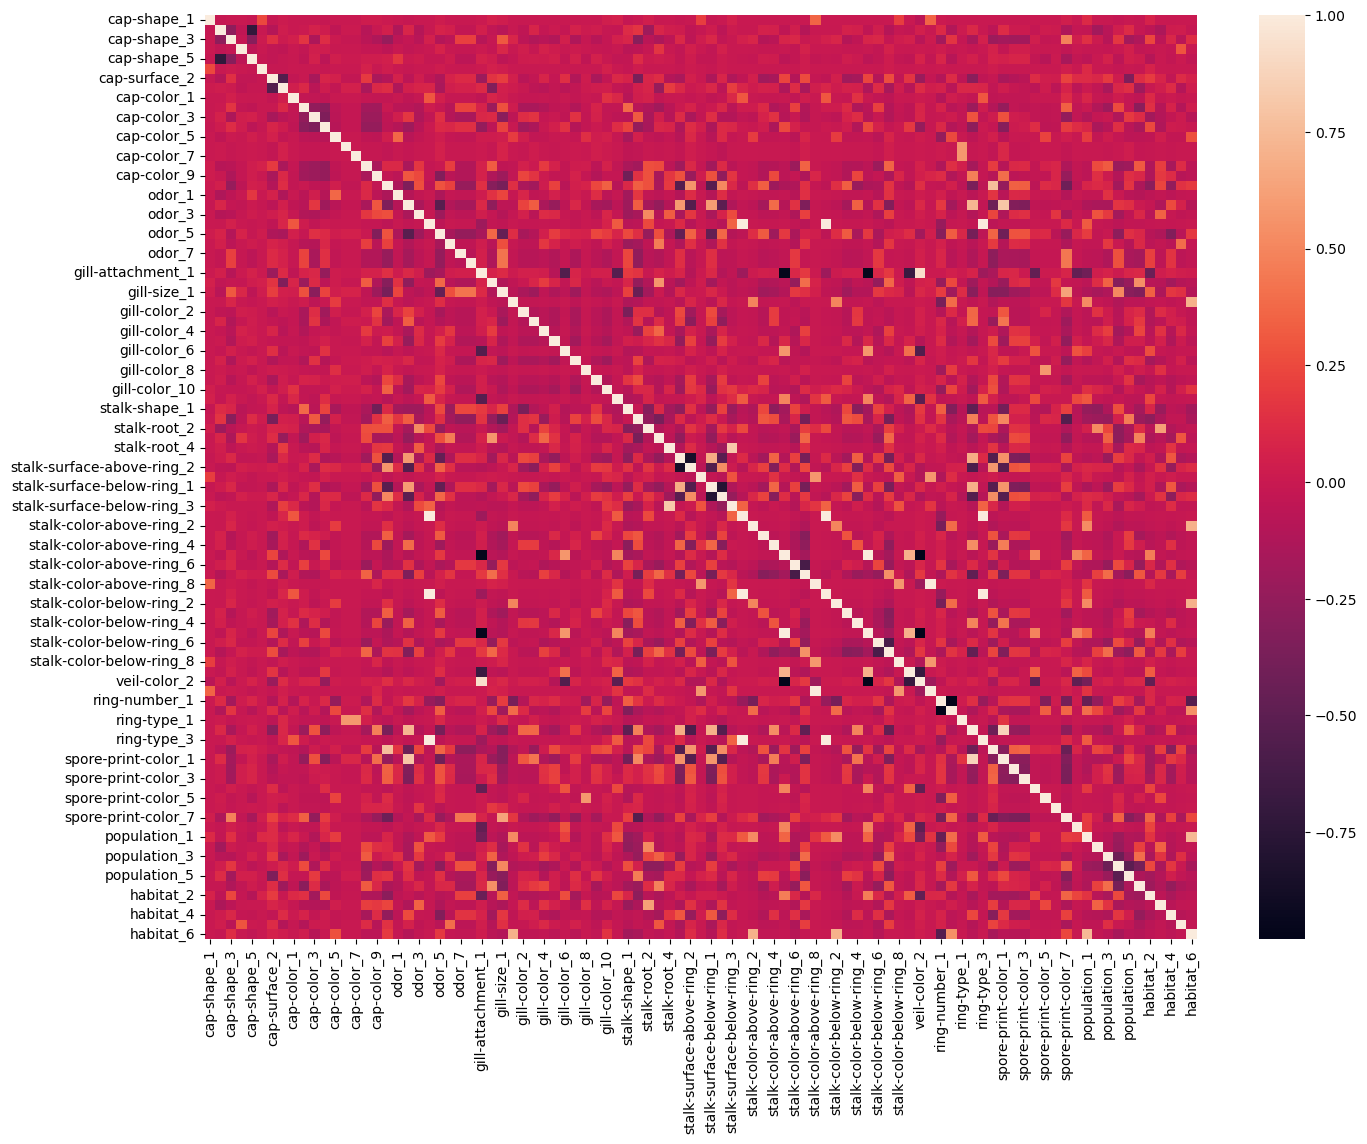 cap-shape_1
cap-shape_3
cap-shape_5
cap-surface_2
cap-color_1
cap-color_3
cap-color_5
cap-color_7
cap-color_9
odor_1
odor_3
odor_5
odor_7
gill-attachment_1
gill-size_1
gill-color_2
gill-color_4
gill-color_6
gill-color_8
gill-color_10
stalk-shape_1
stalk-root_2
stalk-root_4
stalk-surface-above-ring_2
stalk-surface-below-ring_1
stalk-surface-below-ring_3
stalk-color-above-ring_2
stalk-color-above-ring_4
stalk-color-above-ring_6
stalk-color-above-ring_8
stalk-color-below-ring_2
stalk-color-below-ring_4
stalk-color-below-ring_6
stalk-color-below-ring_8
veil-color_2
ring-number_1
ring-type_1
ring-type_3
spore-print-color_1
spore-print-color_3
spore-print-color_5
spore-print-color_7
population_1
population_3
population_5
habitat_2
habitat_4
habitat_6
cap-shape_1
cap-shape_3
cap-shape_5
cap-surface_2
cap-color_1
cap-color_3
cap-color_5
cap-color_7
cap-color_9
odor_1
odor_3
odor_5
odor_7
gill-attachment_1
gill-size_1
gill-color_2
gill-color_4
gill-color_6
gill-color_8
gill-color_10
stalk-shape_1
stalk-root_2
stalk-root_4
stalk-surface-above-ring_2
stalk-surface-below-ring_1
stalk-surface-below-ring_3
stalk-color-above-ring_2
stalk-color-above-ring_4
stalk-color-above-ring_6
stalk-color-above-ring_8
stalk-color-below-ring_2
stalk-color-below-ring_4
stalk-color-below-ring_6
stalk-color-below-ring_8
veil-color_2
ring-number_1
ring-type_1
ring-type_3
spore-print-color_1
spore-print-color_3
spore-print-color_5
spore-print-color_7
population_1
population_3
population_5
habitat_2
habitat_4
habitat_6
1.00
0.75
0.50
0.25
0.00
−0.25
−0.50
−0.75